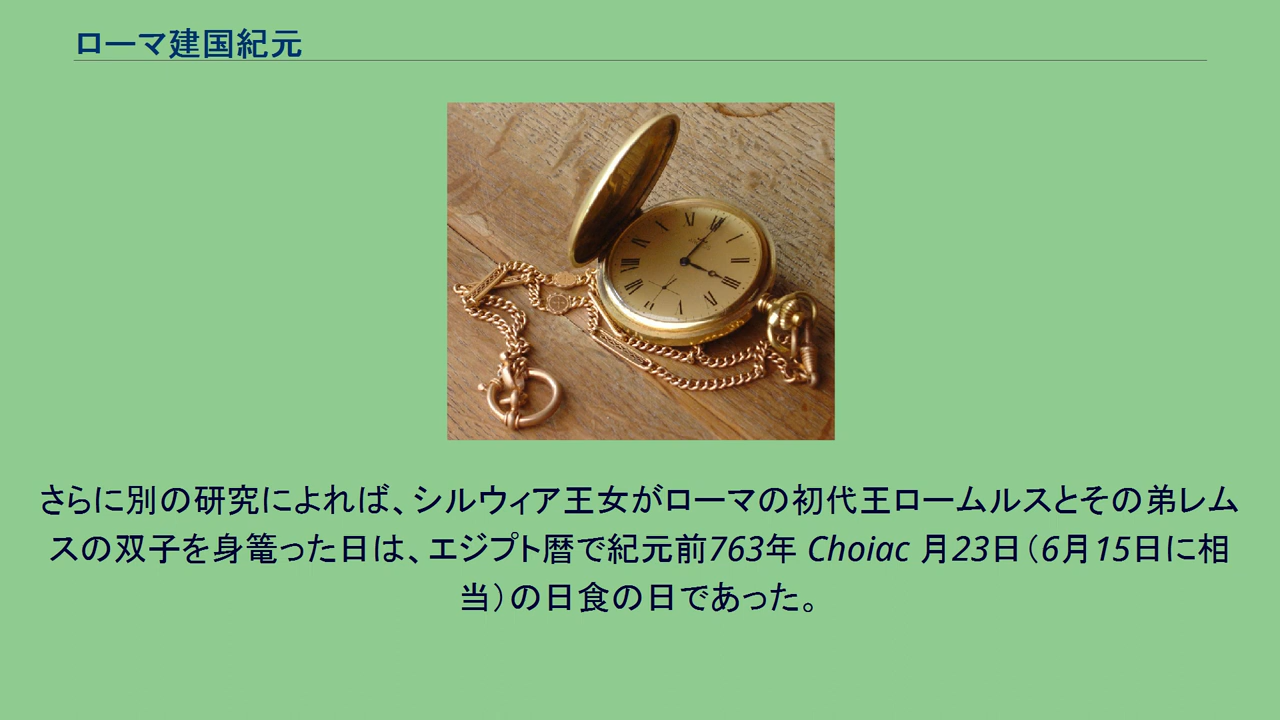 ローマ建国紀元
さらに別の研究によれば、シルウィア王女がローマの初代王ロームルスとその弟レム
スの双子を身篭った日は、エジプト暦で紀元前763年 Choiac 月23日（6月15日に相
当）の日食の日であった。